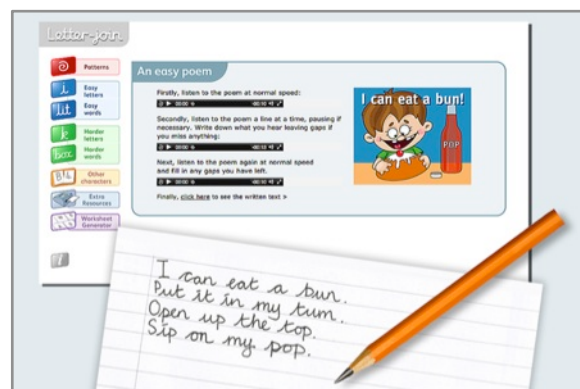 Letter-join
Patterns
i
Easy
letters
lit
Easy
words
k
Harder
letters
box
Harder
words
Other
characters
Extra
Resources
Worksheet
Generator
An easy poem
Firstly, listen to the poem at normal speed:
Secondly, listen to the poem a line at a time, pausing if
necessary. Write down what you hear leaving gaps if
you miss anything:
Next, listen to the poem again at normal speed
and fill in any gaps you have left.
Finally, click here to see the written text »
I can eat a bun!
POP
I can eat a bun.
Put it in my tum.
Open up the top.
Sip on my pop.